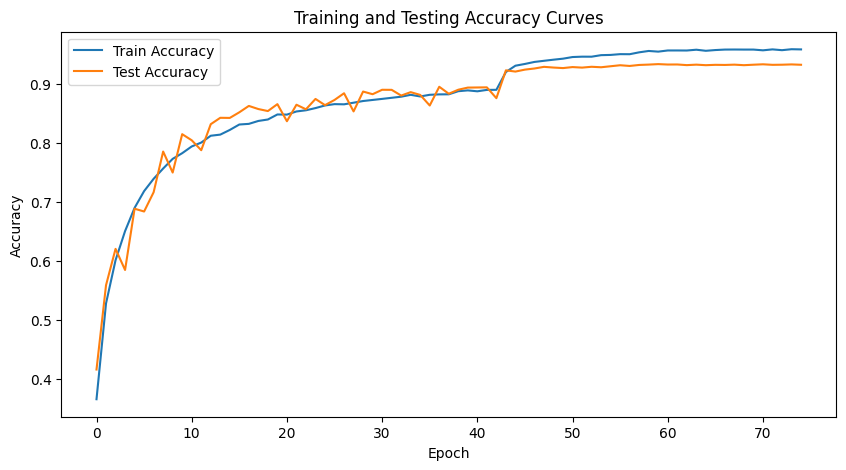 Training and Testing Accuracy Curves
Train Accuracy
Test Accuracy
0.9
0.8
0.7
0.6
0.5
0.4
Accuracy
0 10 20 30 40 50 60 70
Epoch